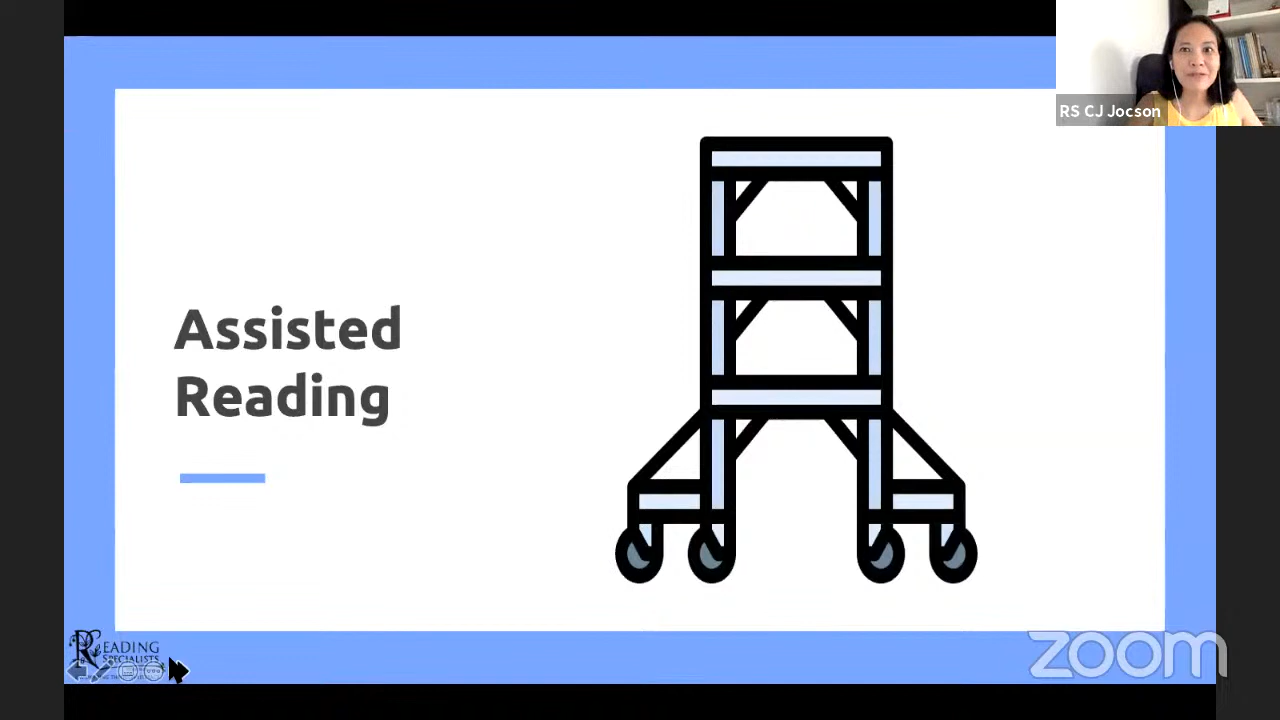 RS CJ Jocson
Assisted
Reading
READING
SPECIALISTS
zoom